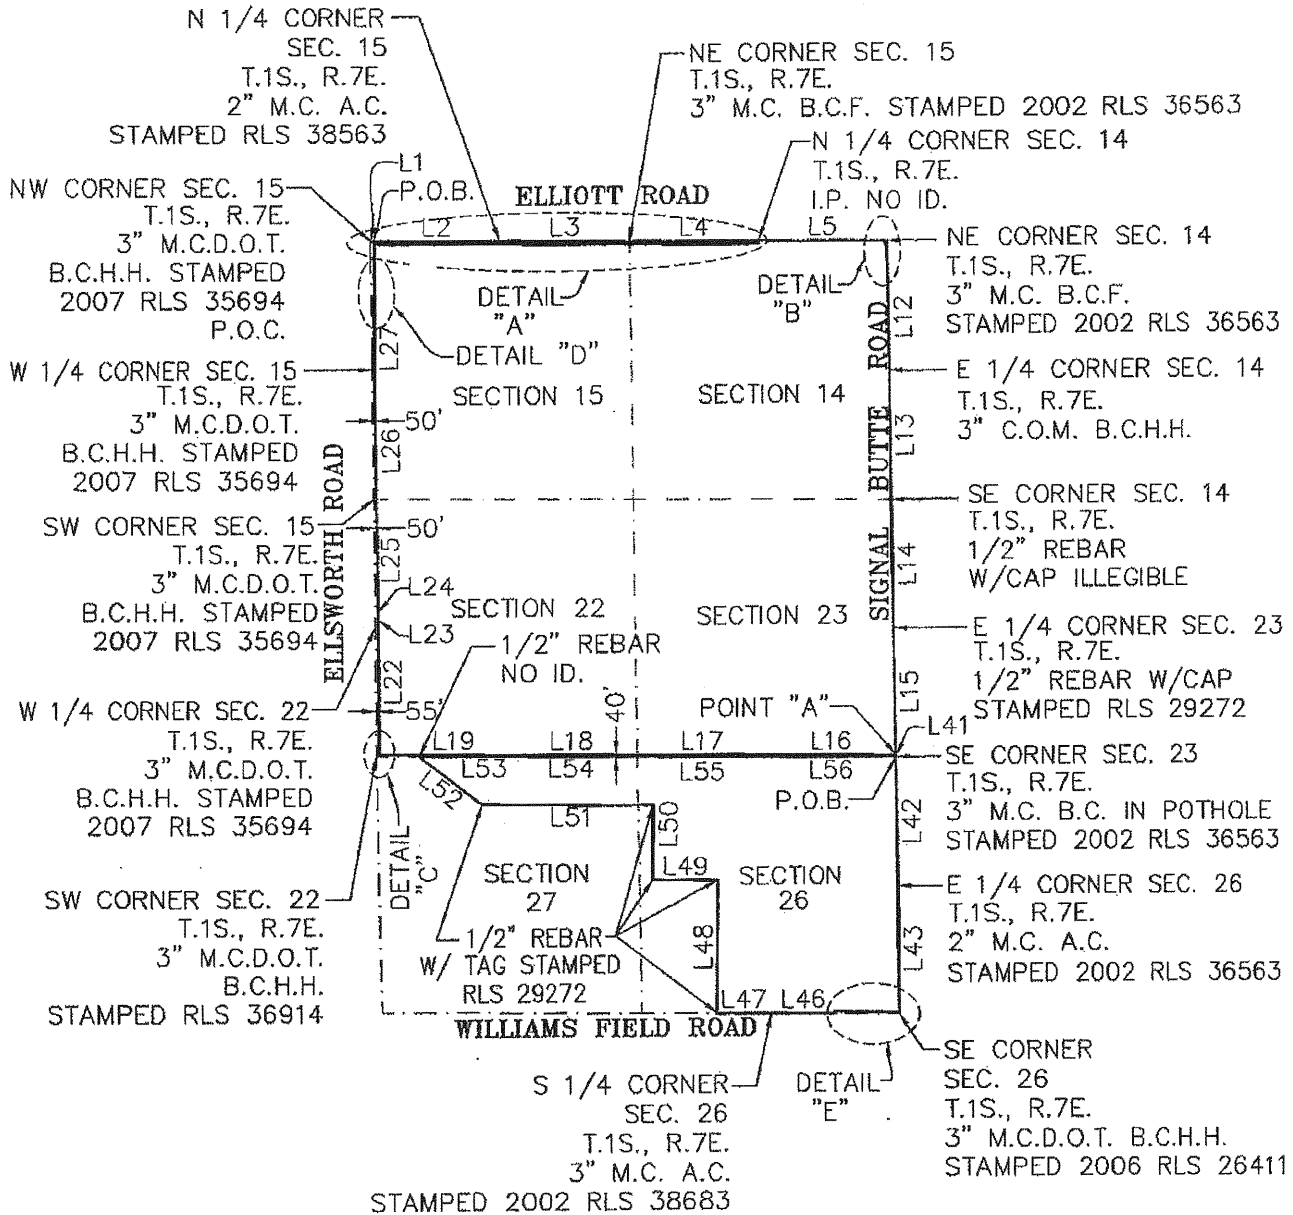 N 1/4 CORNER
SEC. 15
T.1S., R.7E.
2" M.C. A.C.
STAMPED RLS 38563
NE CORNER SEC. 15
T.1S., R.7E.
3" M.C. B.C.F. STAMPED 2002 RLS 36563
N 1/4 CORNER SEC. 14
T.1S., R.7E.
I.P. NO ID.
L1
P.O.B.
ELLIOTT ROAD
L2
L3
L4
L5
NW CORNER SEC. 15
T.1S., R.7E.
3" M.C.D.O.T.
B.C.H.H. STAMPED
2007 RLS 35694
P.O.C.
NE CORNER SEC. 14
T.1S., R.7E.
3" M.C. B.C.F.
STAMPED 2002 RLS 36563
DETAIL
"A"
DETAIL
"B"
DETAIL "D"
L27
L12
W 1/4 CORNER SEC. 15
T.1S., R.7E.
3" M.C.D.O.T.
B.C.H.H. STAMPED
2007 RLS 35694
SECTION 15
SECTION 14
E 1/4 CORNER SEC. 14
T.1S., R.7E.
3" C.O.M. B.C.H.H.
50'
L26
L13
SIGNAL BUTTE ROAD
ELLSWORTH ROAD
SW CORNER SEC. 15
T.1S., R.7E.
3" M.C.D.O.T.
B.C.H.H. STAMPED
2007 RLS 35694
50'
L25
L24
L23
L22
SE CORNER SEC. 14
T.1S., R.7E.
1/2" REBAR
W/CAP ILLEGIBLE
L14
SECTION 22
SECTION 23
1/2" REBAR
NO ID.
E 1/4 CORNER SEC. 23
T.1S., R.7E.
1/2" REBAR W/CAP
STAMPED RLS 29272
L15
W 1/4 CORNER SEC. 22
T.1S., R.7E.
3" M.C.D.O.T.
B.C.H.H. STAMPED
2007 RLS 35694
55'
40'
POINT "A"
L41
L19
L18
L17
L16
L53
L54
L55
L56
P.O.B.
SE CORNER SEC. 23
T.1S., R.7E.
3" M.C. B.C. IN POTHOLE
STAMPED 2002 RLS 36563
L52
L51
L50
L42
DETAIL
"C"
SECTION
27
L49
SECTION
26
SW CORNER SEC. 22
T.1S., R.7E.
3" M.C.D.O.T.
B.C.H.H.
STAMPED RLS 36914
E 1/4 CORNER SEC. 26
T.1S., R.7E.
2" M.C. A.C.
STAMPED 2002 RLS 36563
1/2" REBAR
W/ TAG STAMPED
RLS 29272
L48
L43
L47
L46
WILLIAMS FIELD ROAD
S 1/4 CORNER
SEC. 26
T.1S., R.7E.
3" M.C. A.C.
STAMPED 2002 RLS 38683
DETAIL
"E"
SE CORNER
SEC. 26
T.1S., R.7E.
3" M.C.D.O.T. B.C.H.H.
STAMPED 2006 RLS 26411